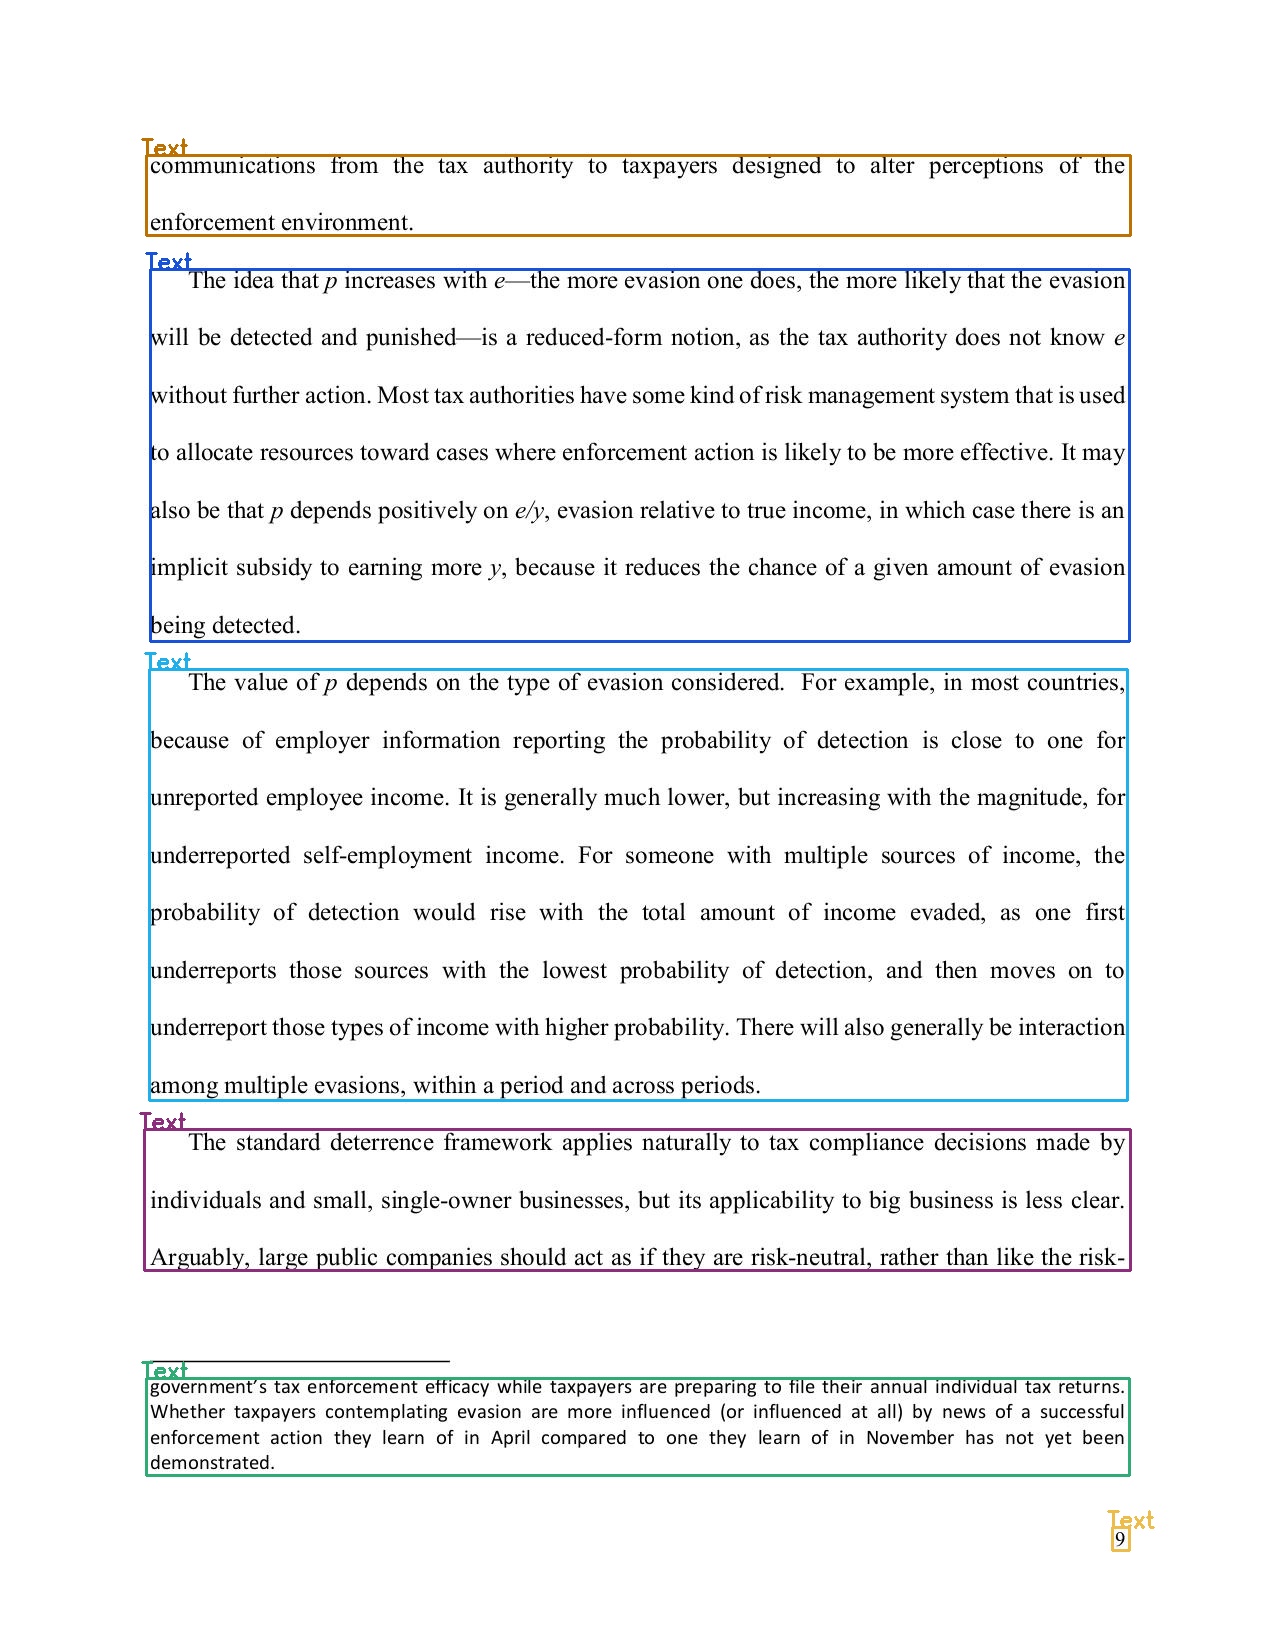 Text
communications from the tax authority to taxpayers designed to alter perceptions of the
enforcement environment.
Text
The idea that p increases with e—the more evasion one does, the more likely that the evasion
will be detected and punished—is a reduced-form notion, as the tax authority does not know e
without further action. Most tax authorities have some kind of risk management system that is used
to allocate resources toward cases where enforcement action is likely to be more effective. It may
also be that p depends positively on e/y, evasion relative to true income, in which case there is an
implicit subsidy to earning more y, because it reduces the chance of a given amount of evasion
being detected.
Text
The value of p depends on the type of evasion considered.  For example, in most countries,
because of employer information reporting the probability of detection is close to one for
unreported employee income. It is generally much lower, but increasing with the magnitude, for
underreported self-employment income. For someone with multiple sources of income, the
probability of detection would rise with the total amount of income evaded, as one first
underreports those sources with the lowest probability of detection, and then moves on to
underreport those types of income with higher probability. There will also generally be interaction
among multiple evasions, within a period and across periods.
Text
The standard deterrence framework applies naturally to tax compliance decisions made by
individuals and small, single-owner businesses, but its applicability to big business is less clear.
Arguably, large public companies should act as if they are risk-neutral, rather than like the risk-
Text
government’s tax enforcement efficacy while taxpayers are preparing to file their annual individual tax returns.
Whether taxpayers contemplating evasion are more influenced (or influenced at all) by news of a successful
enforcement action they learn of in April compared to one they learn of in November has not yet been
demonstrated.
Text
9